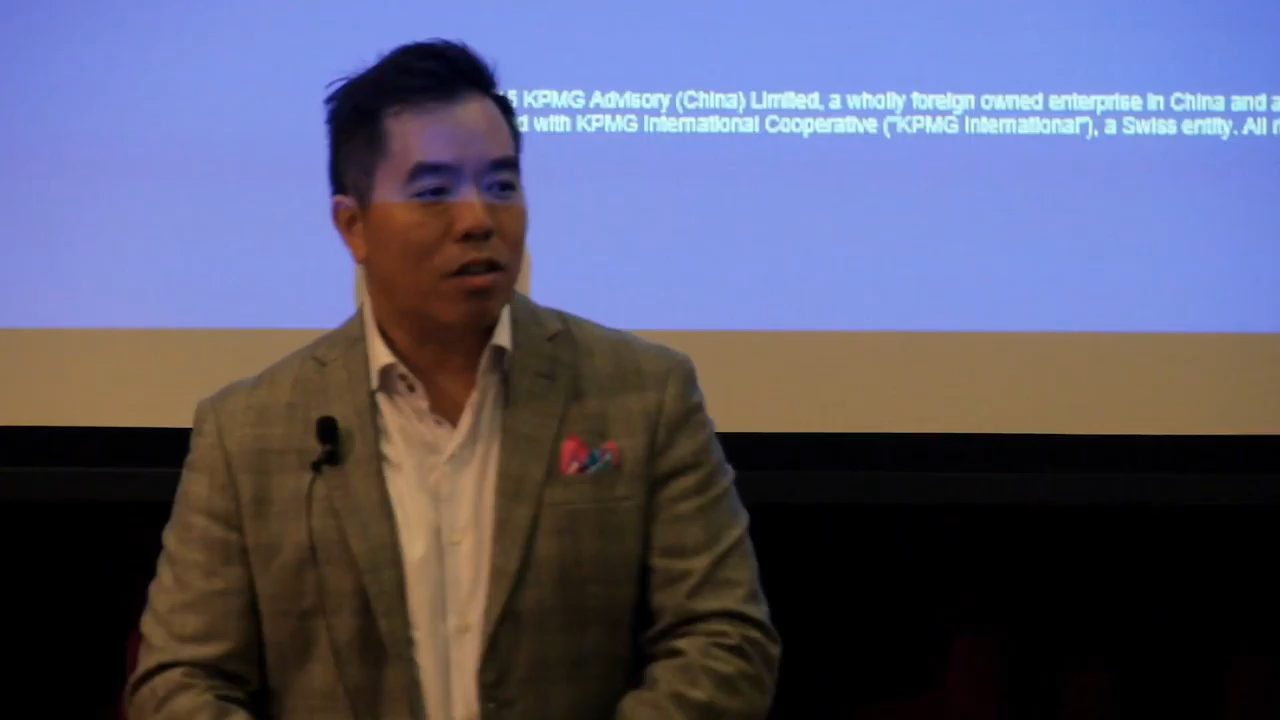 5 KPMG Advisory (China) Limited, a wholly foreign owned enterprise in China and a
d with KPMG International Cooperative ("KPMG International"), a Swiss entity. All r